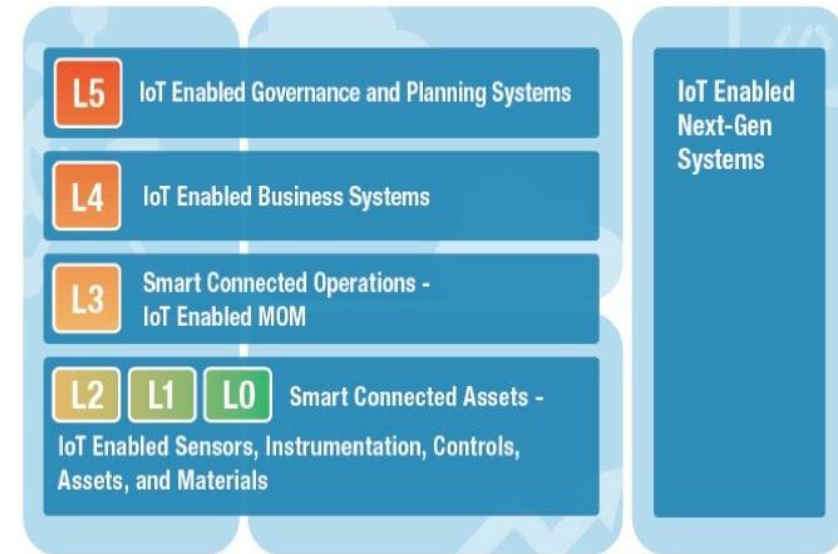 L5 IoT Enabled Governance and Planning Systems
L4 IoT Enabled Business Systems
L3 Smart Connected Operations -
IoT Enabled MOM
L2 L1 L0 Smart Connected Assets -
IoT Enabled Sensors, Instrumentation, Controls,
Assets, and Materials
IoT Enabled
Next-Gen
Systems